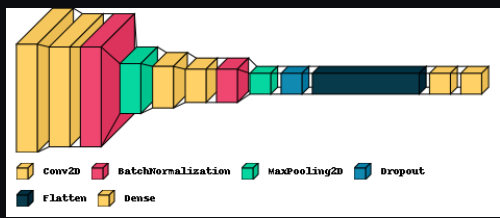 Conv2D BatchNormalization MaxPooling2D Dropout
Flatten Dense